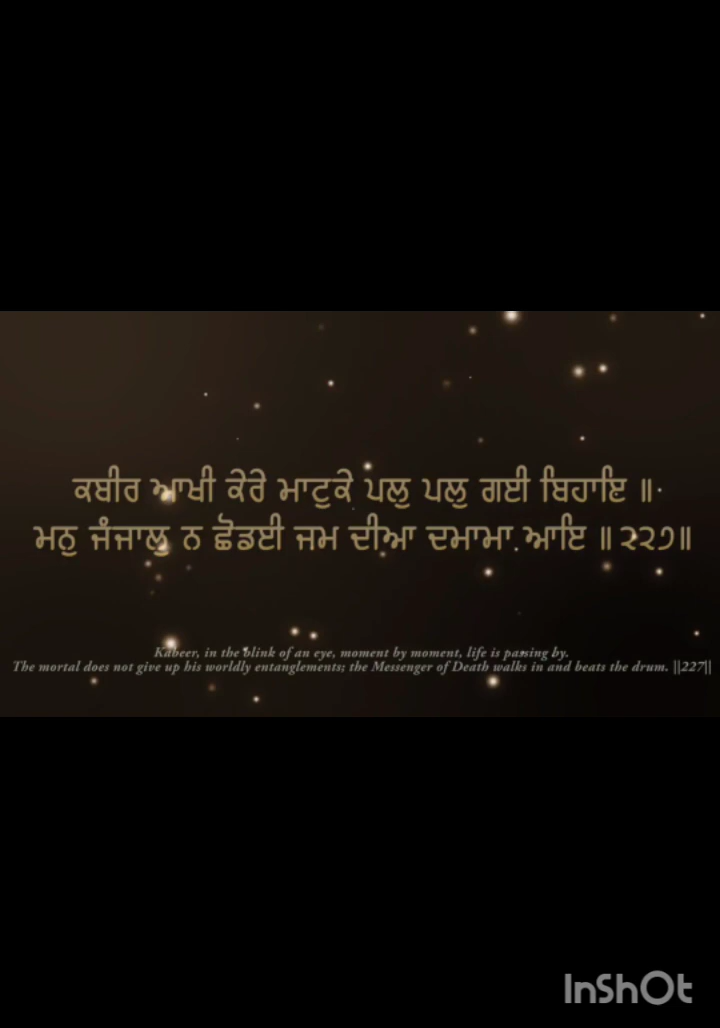 ਕਬੀਰ ਆਖੀ ਕੇਰੇ ਮਾਟੁਕੇ ਪਲੁ ਪਲੁ ਗਈ ਬਿਹਾਇ ॥
ਮਨੁ ਜੰਜਾਲੁ ਨ ਛੋਡਈ ਜਮ ਦੀਆ ਦਮਾਮਾ ਆਇ ॥੨੨੭॥
Kabeer, in the blink of an eye, moment by moment, life is passing by.
The mortal does not give up his worldly entanglements; the Messenger of Death walks in and beats the drum. ||227||
InShOt